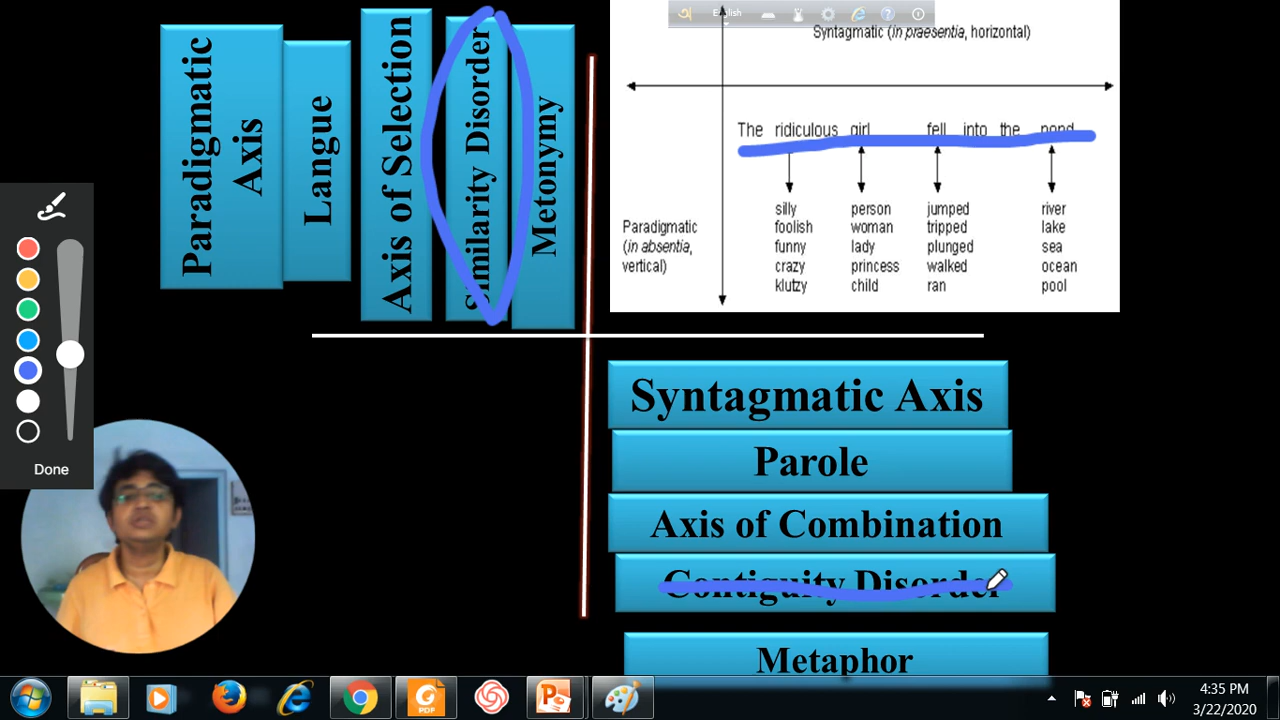 Paradigmatic
Axis
Langue
Axis of Selection
Similarity Disorder
Metonymy
English
Syntagmatic (in praesentia, horizontal)
The ridiculous girl fell into the pond
Paradigmatic
(in absentia,
vertical)
silly person jumped river
foolish woman tripped lake
funny lady plunged sea
crazy princess walked ocean
klutzy child ran pool
Syntagmatic Axis
Parole
Axis of Combination
Contiguity Disorder
Metaphor
Done
PDF
4:35 PM
3/22/2020